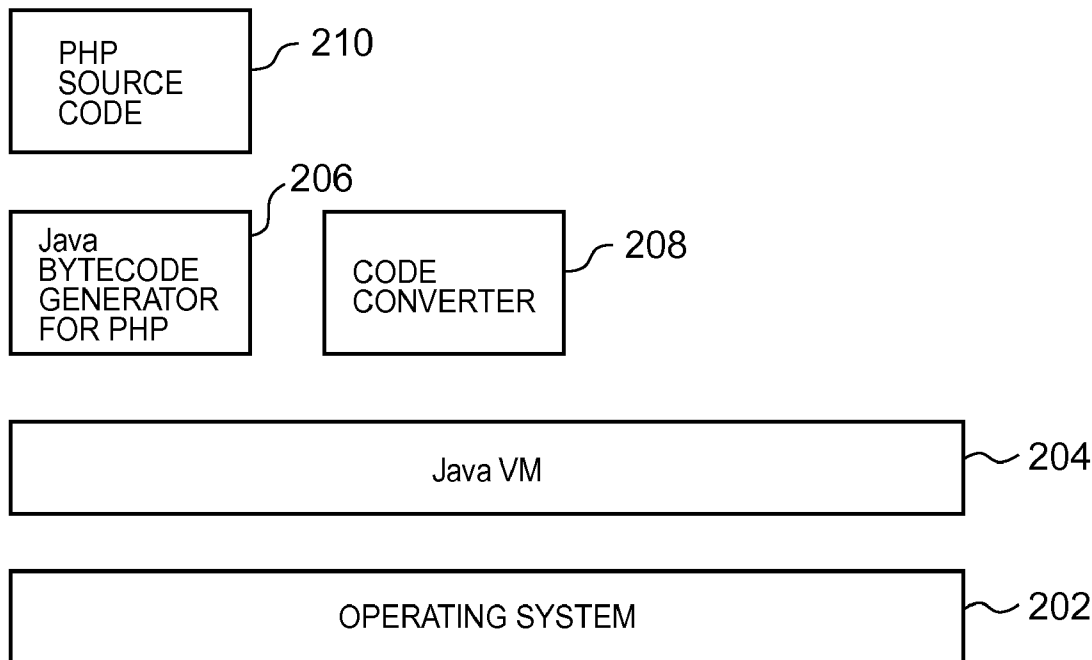 PHP
SOURCE
CODE
210
206
Java
BYTECODE
GENERATOR
FOR PHP
CODE
CONVERTER
208
Java VM
204
OPERATING SYSTEM
202